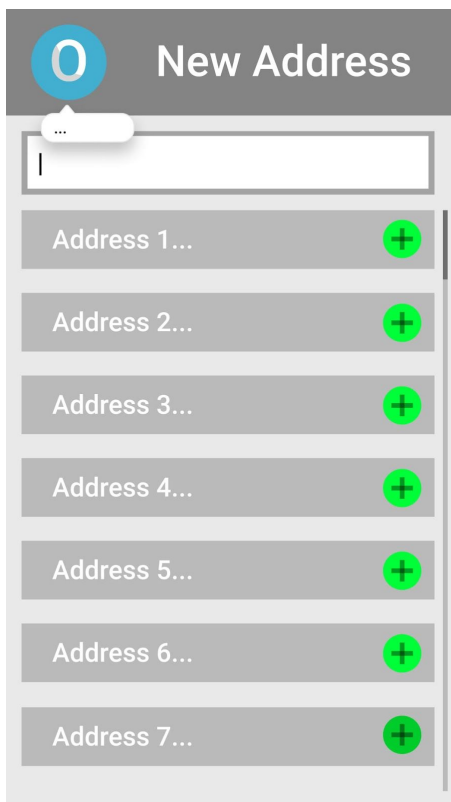 O
New Address
...
Address 1...
Address 2...
Address 3...
Address 4...
Address 5...
Address 6...
Address 7...